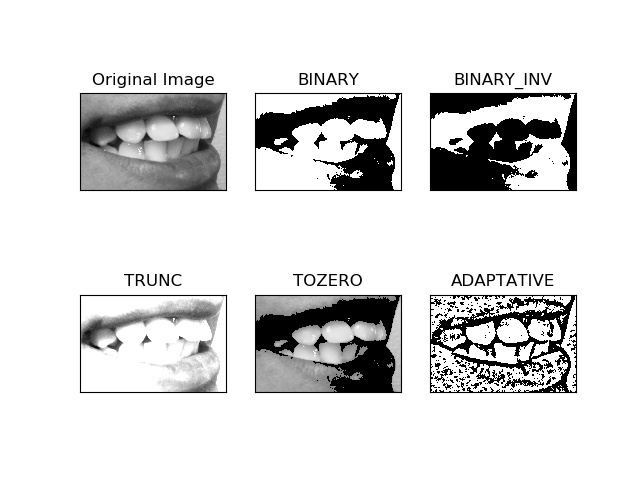 Original Image
BINARY
BINARY_INV
TRUNC
TOZERO
ADAPTATIVE